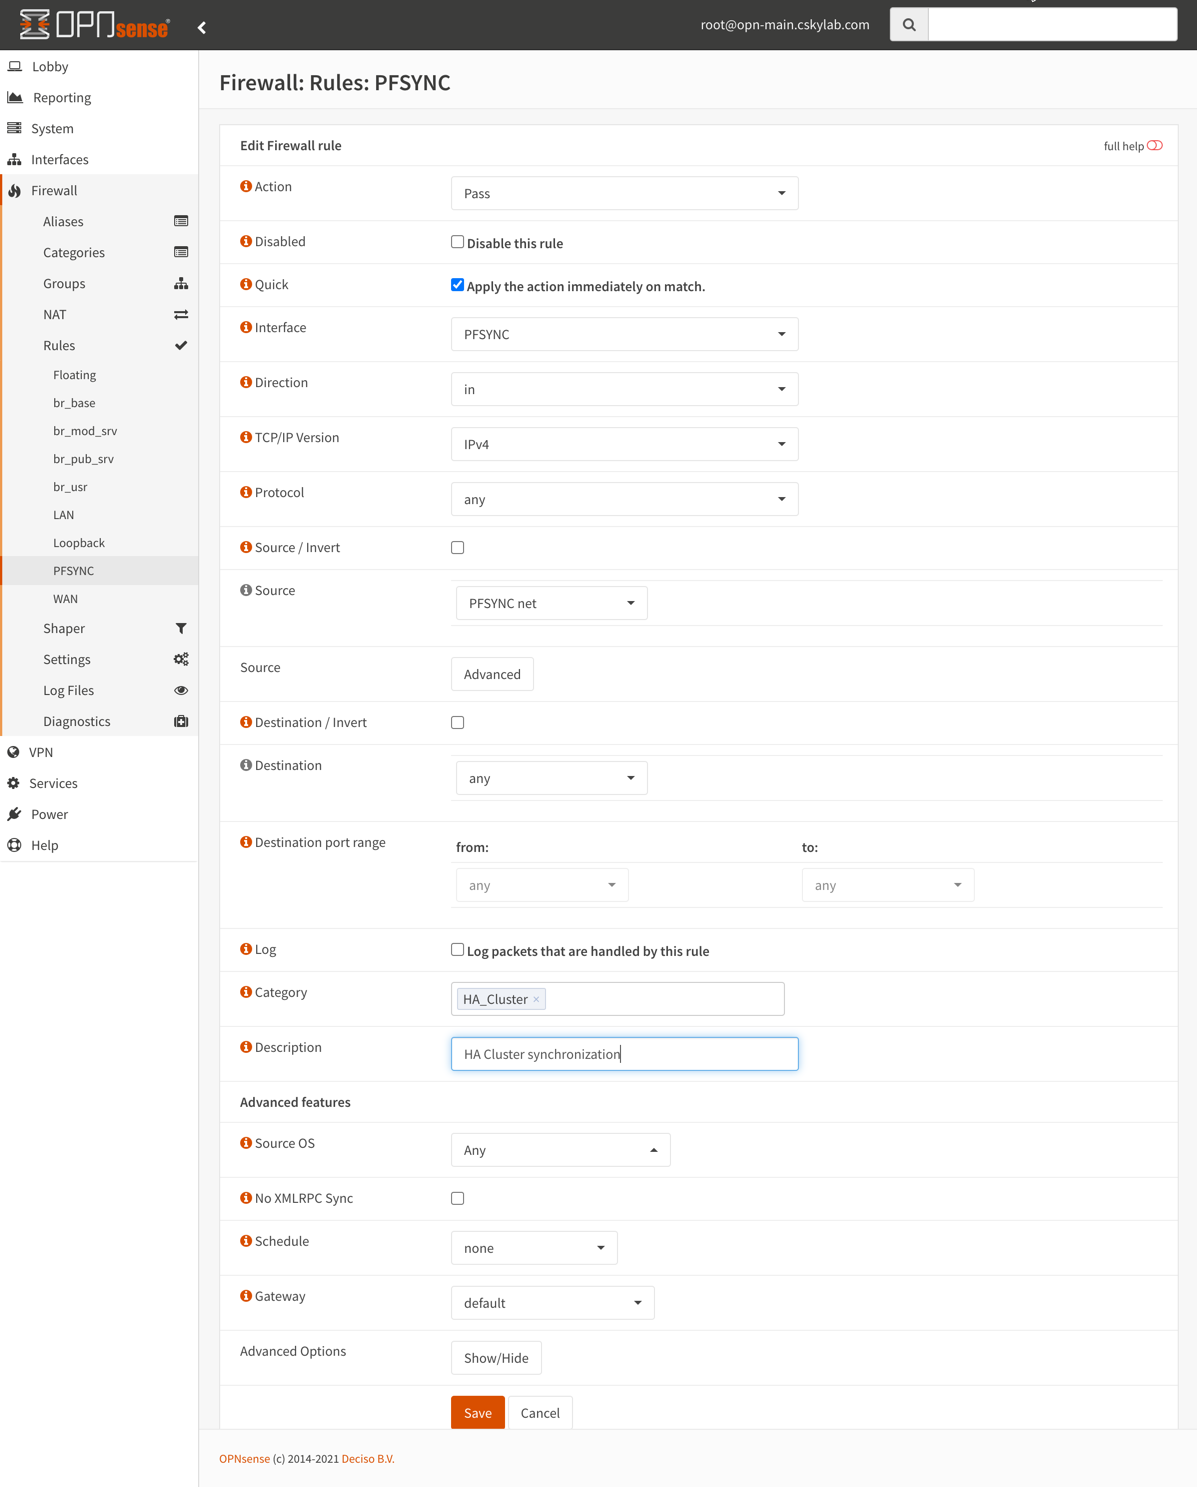 OPNsense®
root@opn-main.cskylab.com
Lobby
Reporting
System
Interfaces
Firewall
Aliases
Categories
Groups
NAT
Rules
Floating
br_base
br_mod_srv
br_pub_srv
br_usr
LAN
Loopback
PFSYNC
WAN
Shaper
Settings
Log Files
Diagnostics
VPN
Services
Power
Help
Firewall: Rules: PFSYNC
Edit Firewall rule
full help
Action
Pass
Disabled
Disable this rule
Quick
Apply the action immediately on match.
Interface
PFSYNC
Direction
in
TCP/IP Version
IPv4
Protocol
any
Source / Invert
Source
PFSYNC net
Source
Advanced
Destination / Invert
Destination
any
Destination port range
from: to:
any any
Log
Log packets that are handled by this rule
Category
HA_Cluster ×
Description
HA Cluster synchronization
Advanced features
Source OS
Any
No XMLRPC Sync
Schedule
none
Gateway
default
Advanced Options
Show/Hide
Save Cancel
OPNsense (c) 2014-2021 Deciso B.V.